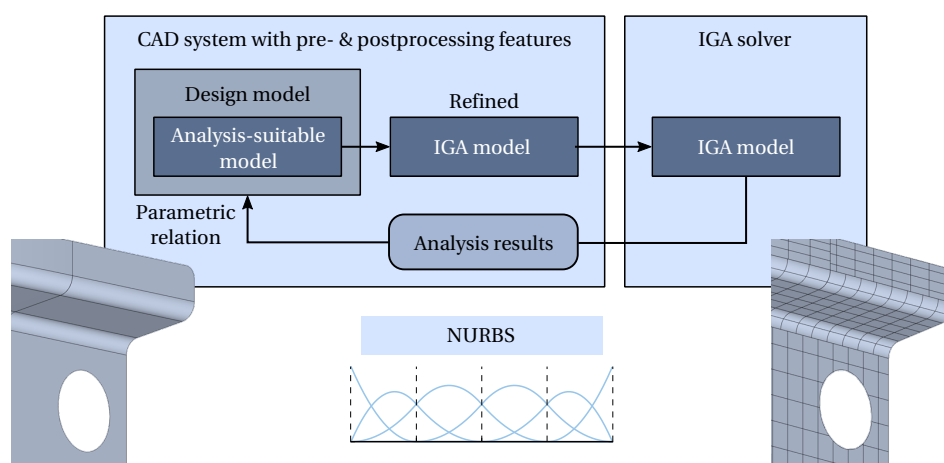 CAD system with pre- & postprocessing features
IGA solver
Design model
Analysis-suitable
model
Refined
IGA model
IGA model
Parametric
relation
Analysis results
NURBS